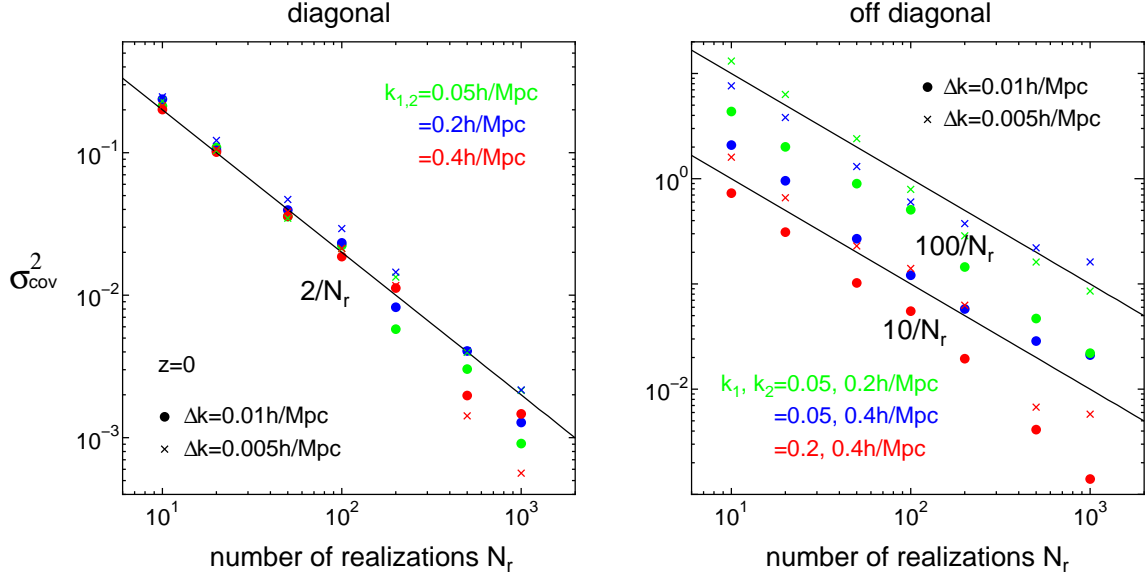 diagonal
10⁻¹
10⁻²
10⁻³
σ²cov
k₁,₂=0.05h/Mpc
=0.2h/Mpc
=0.4h/Mpc
2/Nᵣ
z=0
● Δk=0.01h/Mpc
× Δk=0.005h/Mpc
10¹ 10² 10³
number of realizations Nᵣ
off diagonal
10⁰
10⁻²
● Δk=0.01h/Mpc
× Δk=0.005h/Mpc
100/Nᵣ
10/Nᵣ
k₁, k₂=0.05, 0.2h/Mpc
=0.05, 0.4h/Mpc
=0.2, 0.4h/Mpc
10¹ 10² 10³
number of realizations Nᵣ